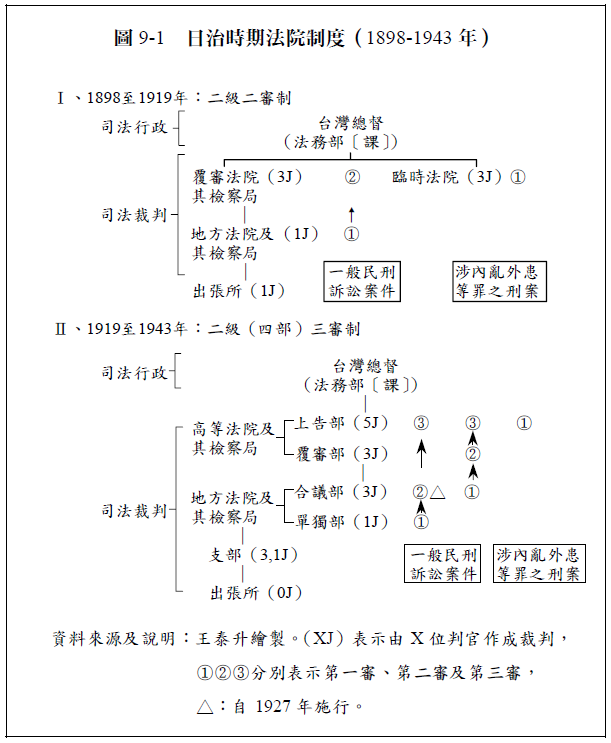 圖 9-1　日治時期法院制度（1898-1943 年）
Ⅰ、1898至1919年：二級二審制
司法行政
台灣總督
（法務部〔課〕）
司法裁判
覆審法院（3J）　②　臨時法院（3J）①
其檢察局
地方法院及（1J）　①
其檢察局
出張所（1J）
一般民刑
訴訟案件
涉內亂外患
等罪之刑案
Ⅱ、1919至1943年：二級（四部）三審制
司法行政
台灣總督
（法務部〔課〕）
司法裁判
高等法院及
其檢察局
上告部（5J）　③　③　①
覆審部（3J）　②
地方法院及
其檢察局
合議部（3J）　②△　①
單獨部（1J）　①
支部（3,1J）
出張所（0J）
一般民刑
訴訟案件
涉內亂外患
等罪之刑案
資料來源及說明：王泰升繪製。（XJ）表示由 X 位判官作成裁判，
①②③分別表示第一審、第二審及第三審，
△：自 1927 年施行。